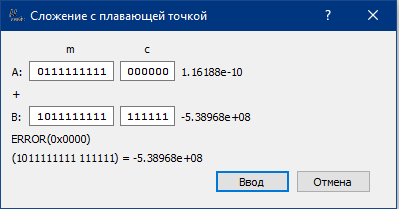 Сложение с плавающей точкой
?
m c
A: 0111111111 000000 1.16188e-10
+
B: 1011111111 111111 -5.38968e+08
ERROR(0x0000)
(1011111111 111111) = -5.38968e+08
Ввод Отмена